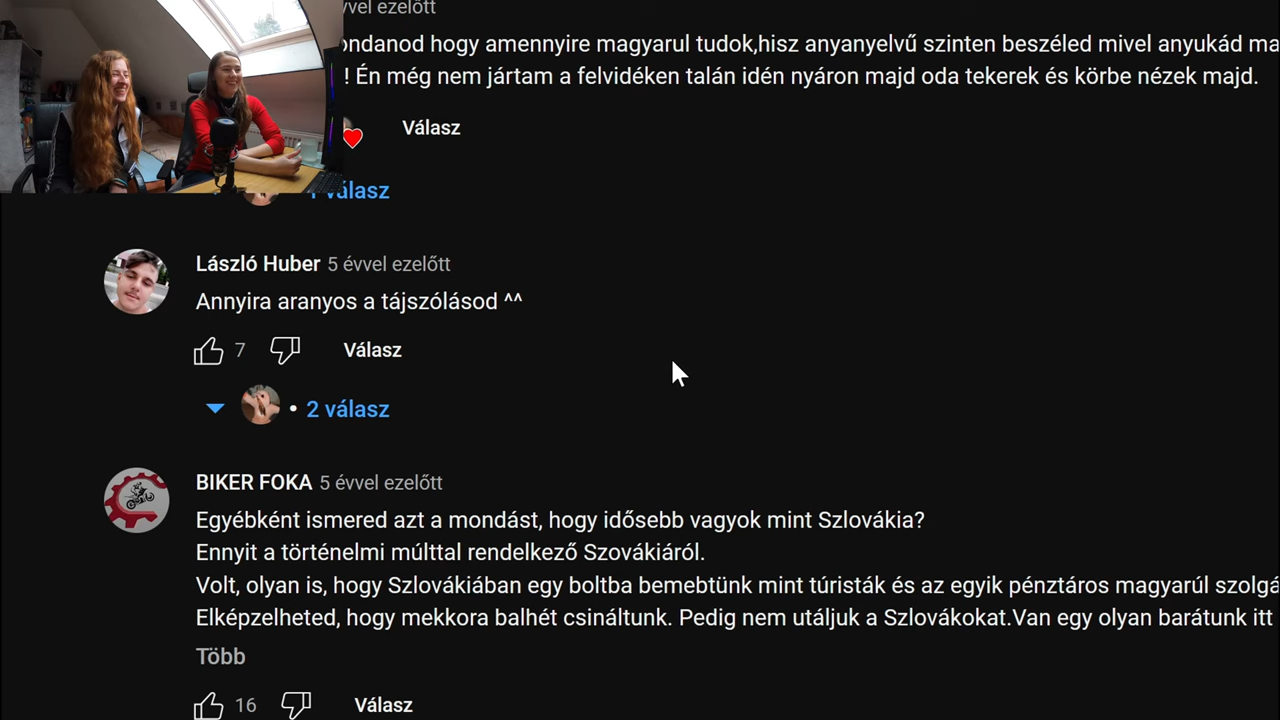 vvel ezelőtt
ondanod hogy amennyire magyarul tudok,hisz anyanyelvű szinten beszéled mivel anyukád ma
! Én még nem jártam a felvidéken talán idén nyáron majd oda tekerek és körbe nézek majd.
Válasz
1 válasz
László Huber 5 évvel ezelőtt
Annyira aranyos a tájszólásod ^^
7 Válasz
• 2 válasz
BIKER FOKA 5 évvel ezelőtt
Egyébként ismered azt a mondást, hogy idősebb vagyok mint Szlovákia?
Ennyit a történelmi múlttal rendelkező Szovákiáról.
Volt, olyan is, hogy Szlovákiában egy boltba bemebtünk mint túristák és az egyik pénztáros magyarúl szolgá
Elképzelheted, hogy mekkora balhét csináltunk. Pedig nem utáljuk a Szlovákokat.Van egy olyan barátunk itt
Több
16 Válasz